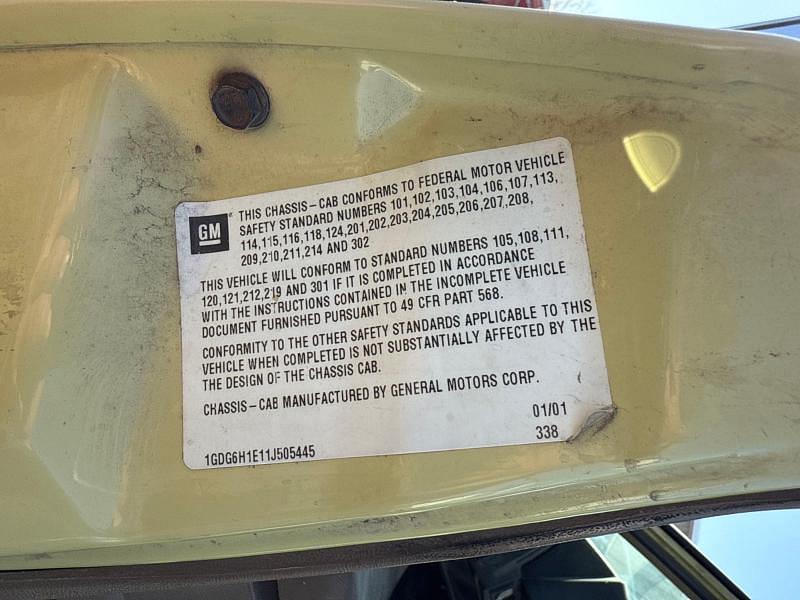 GM
THIS CHASSIS–CAB CONFORMS TO FEDERAL MOTOR VEHICLE
SAFETY STANDARD NUMBERS 101,102,103,104,106,107,113,
114,115,116,118,124,201,202,203,204,205,206,207,208,
209,210,211,214 AND 302
THIS VEHICLE WILL CONFORM TO STANDARD NUMBERS 105,108,111,
120,121,212,219 AND 301 IF IT IS COMPLETED IN ACCORDANCE
WITH THE INSTRUCTIONS CONTAINED IN THE INCOMPLETE VEHICLE
DOCUMENT FURNISHED PURSUANT TO 49 CFR PART 568.
CONFORMITY TO THE OTHER SAFETY STANDARDS APPLICABLE TO THIS
VEHICLE WHEN COMPLETED IS NOT SUBSTANTIALLY AFFECTED BY THE
THE DESIGN OF THE CHASSIS CAB.
CHASSIS–CAB MANUFACTURED BY GENERAL MOTORS CORP.
01/01
338
1GDG6H1E11J505445